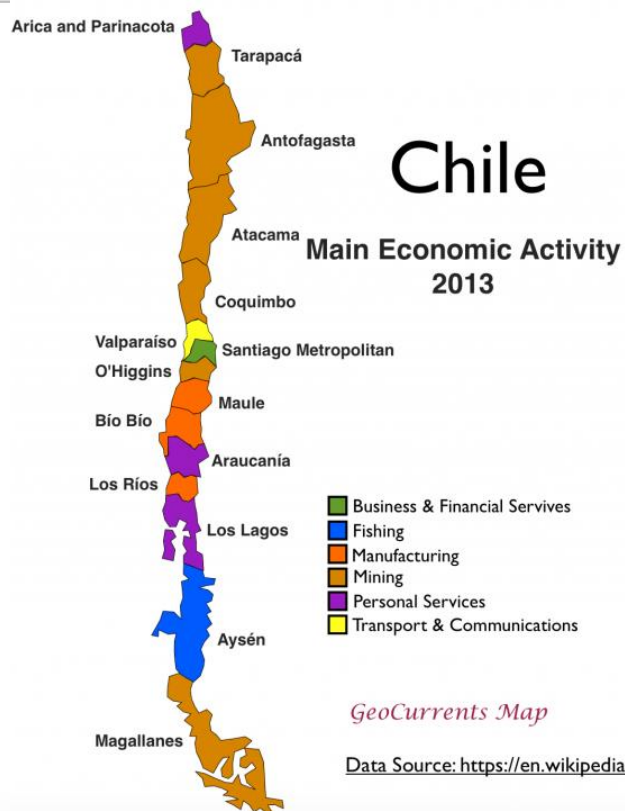 Arica and Parinacota
Tarapacá
Antofagasta
Chile
Atacama
Main Economic Activity
2013
Coquimbo
Valparaíso
Santiago Metropolitan
O'Higgins
Maule
Bío Bío
Araucanía
Los Ríos
Los Lagos
Business & Financial Servives
Fishing
Manufacturing
Mining
Personal Services
Transport & Communications
Aysén
GeoCurrents Map
Magallanes
Data Source: https://en.wikipedia